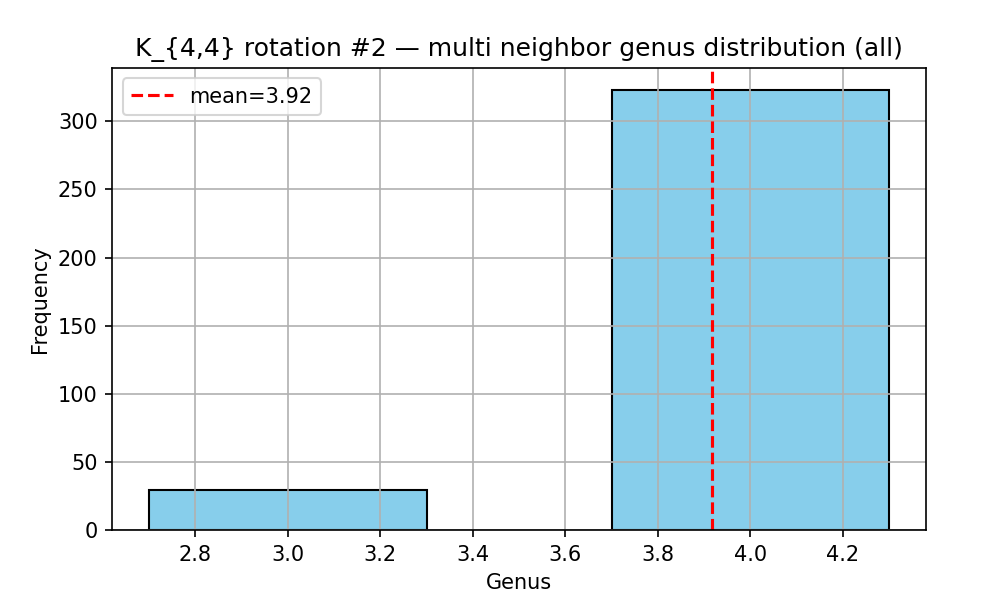 K_{4,4} rotation #2 — multi neighbor genus distribution (all)
mean=3.92
Frequency
300
250
200
150
100
50
0
2.8 3.0 3.2 3.4 3.6 3.8 4.0 4.2
Genus